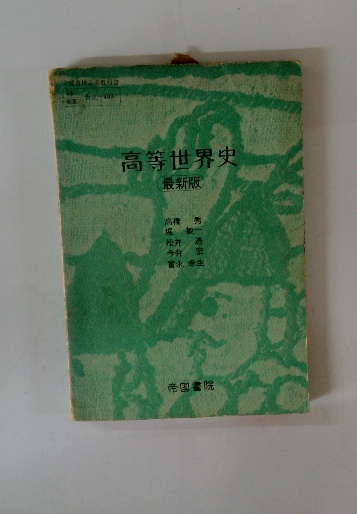 高等世界史
最新版
高橋 秀
堀 敏一
松井 透
今井 宏
富永 幸生
帝国書院